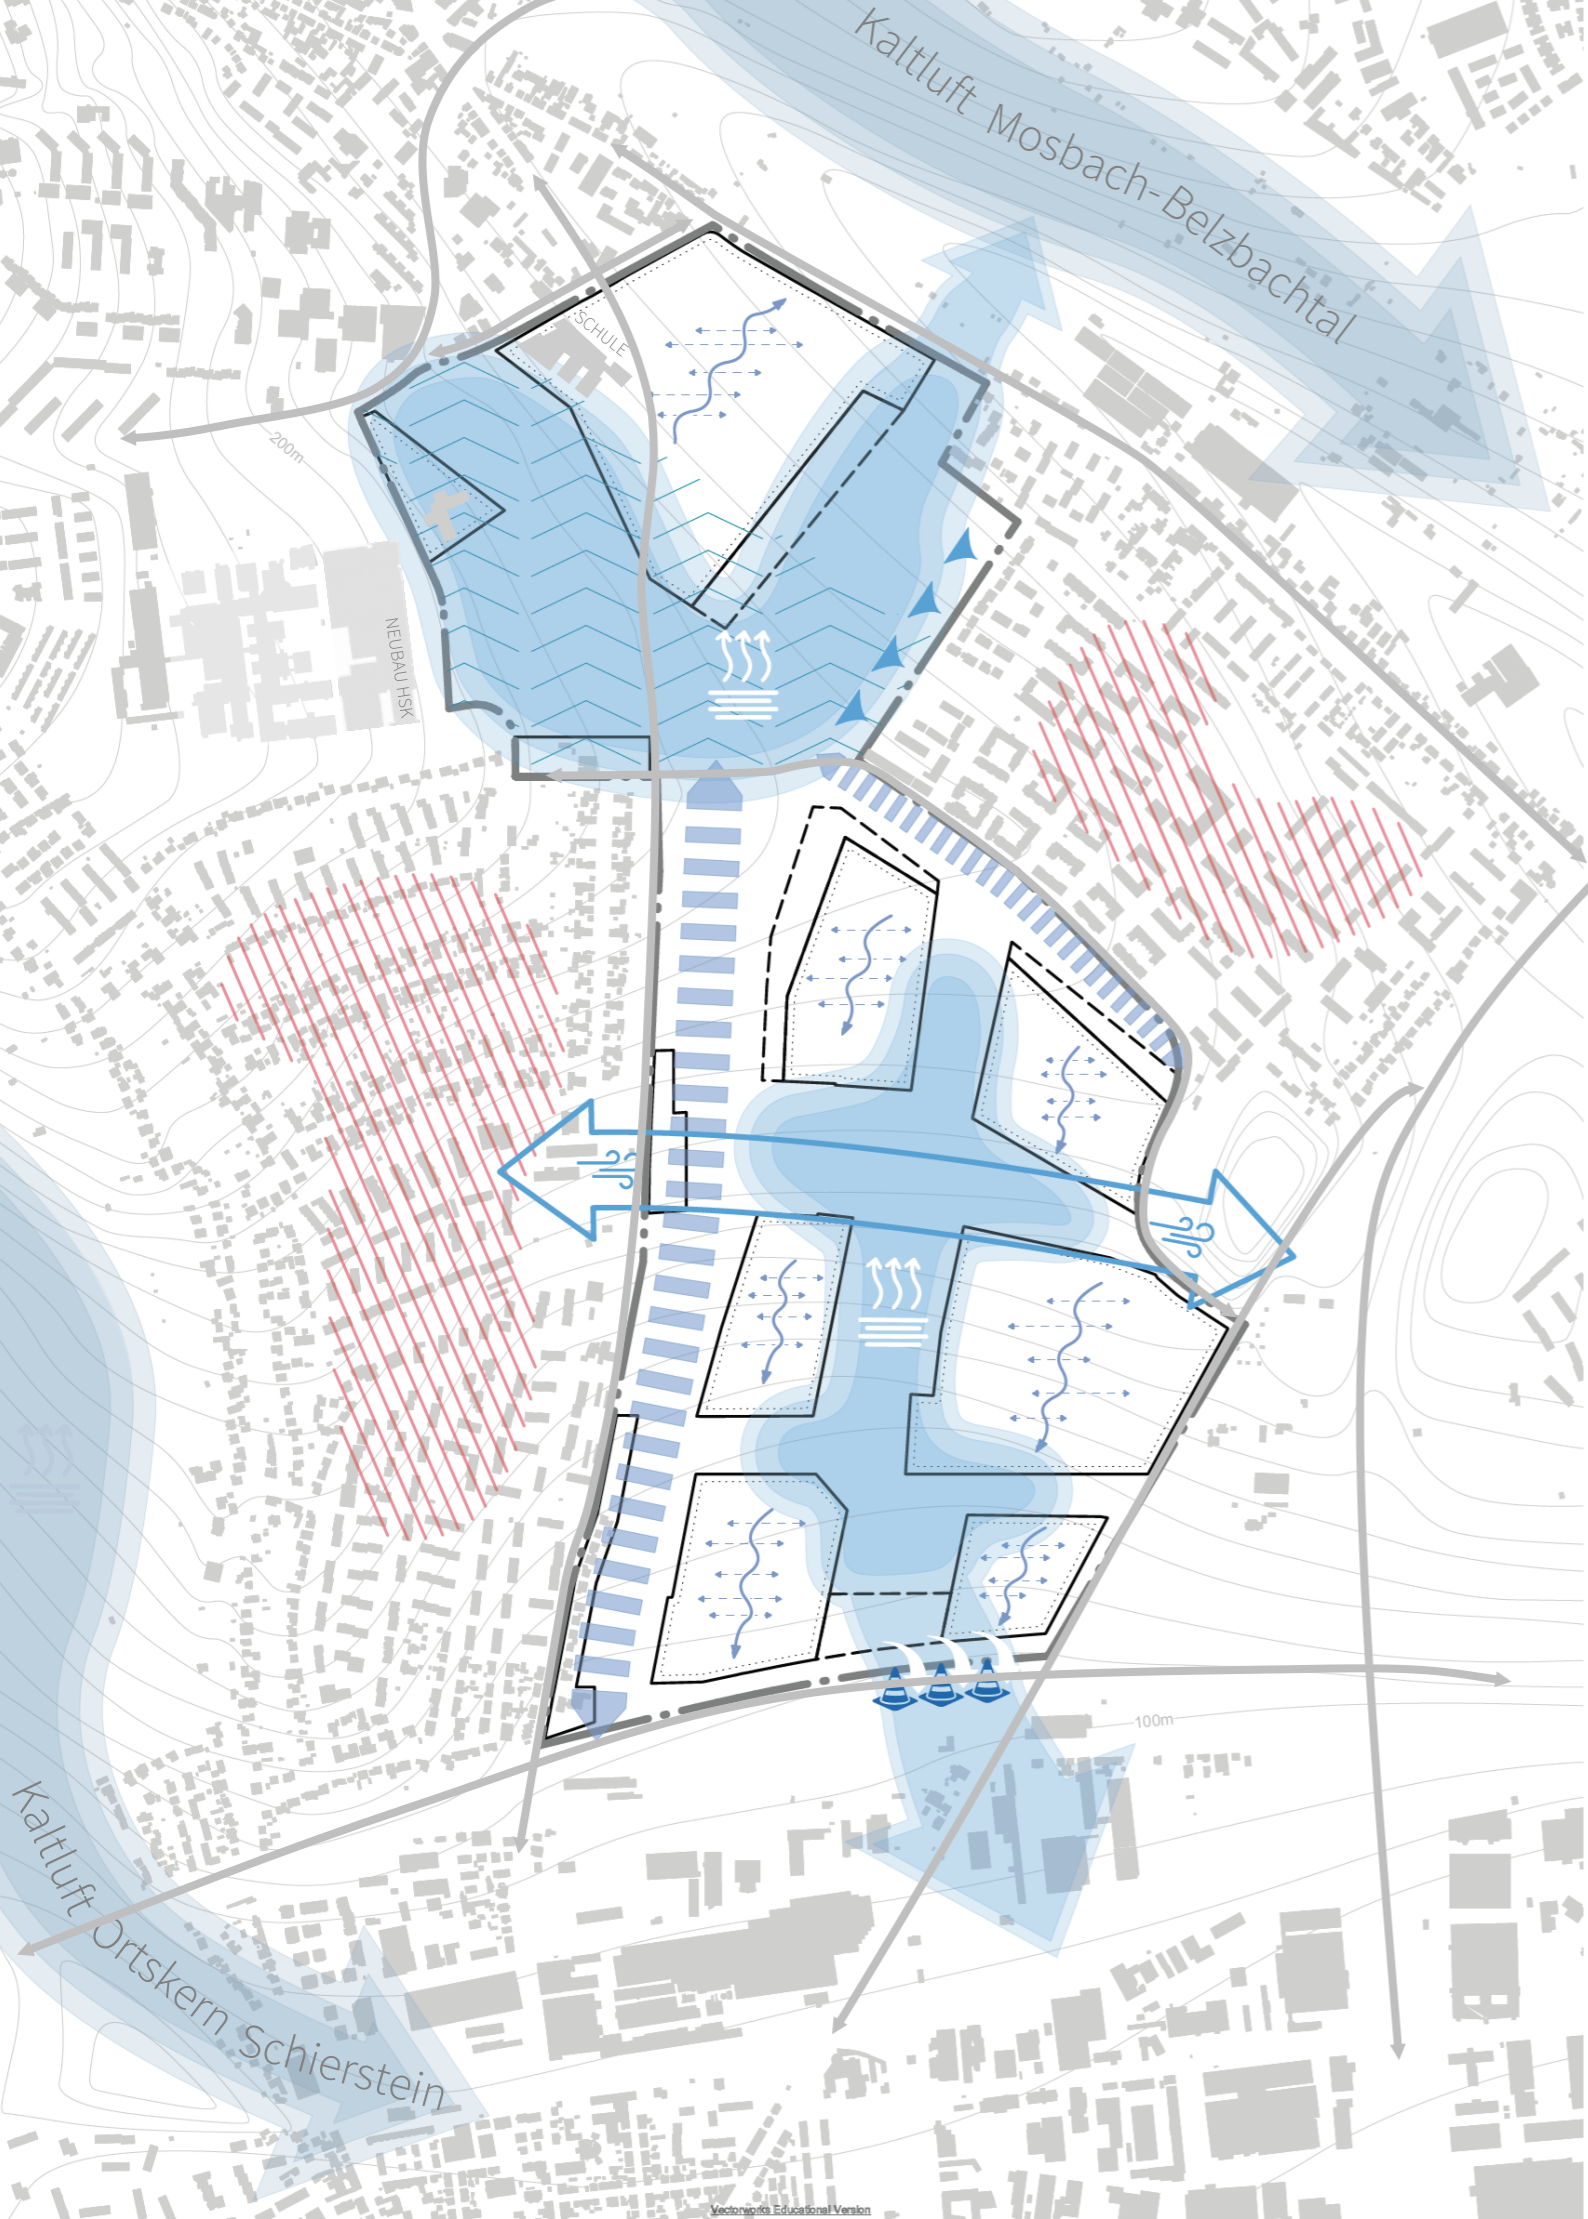 Kaltluft Mosbach-Belzbachtal
SCHULE
200m
NEUBAU HSK
100m
Kaltluft Ortskern Schierstein
Vectorworks Educational Version